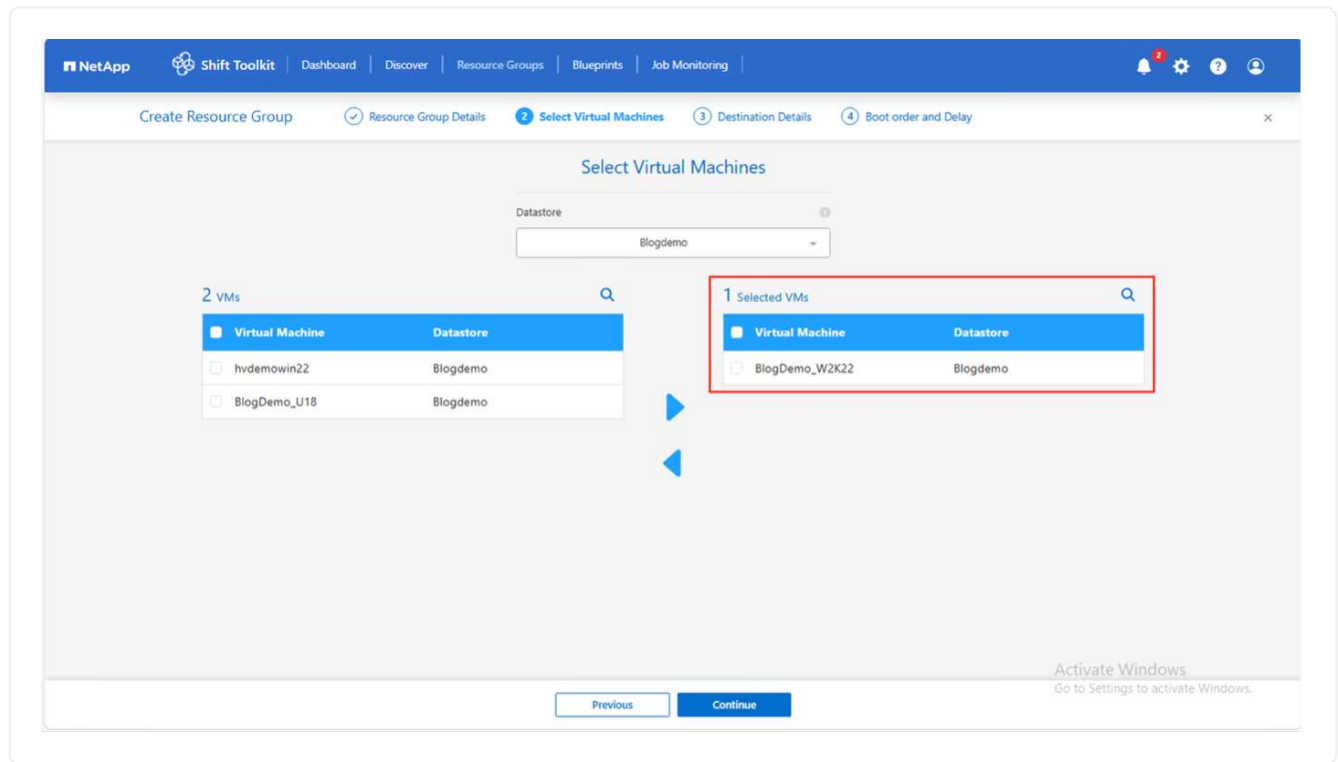 NetApp Shift Toolkit Dashboard Discover Resource Groups Blueprints Job Monitoring 2 ?
Create Resource Group Resource Group Details 2 Select Virtual Machines 3 Destination Details 4 Boot order and Delay ×
Select Virtual Machines
Datastore
Blogdemo
2 VMs
Virtual Machine Datastore
hvdemowin22 Blogdemo
BlogDemo_U18 Blogdemo
1 Selected VMs
Virtual Machine Datastore
BlogDemo_W2K22 Blogdemo
Activate Windows
Go to Settings to activate Windows.
Previous Continue